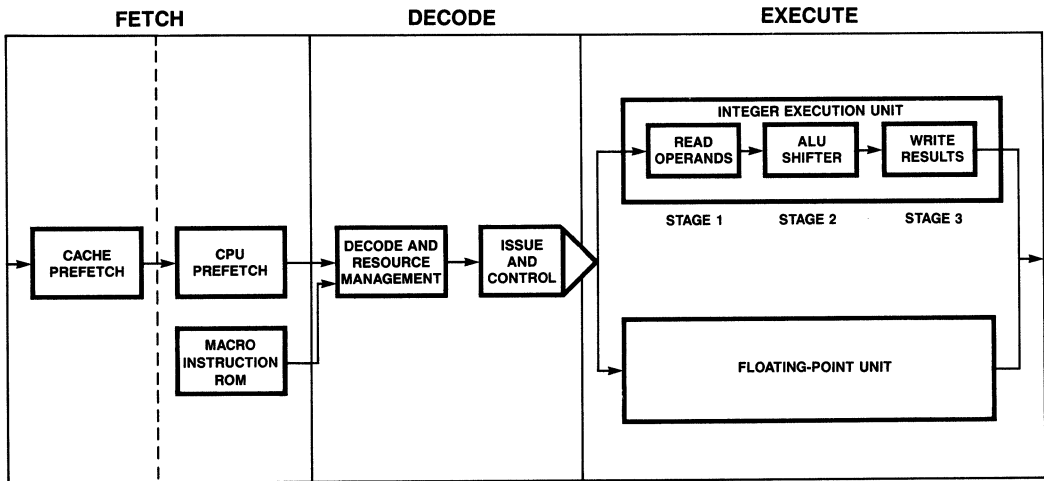 FETCH
DECODE
EXECUTE
INTEGER EXECUTION UNIT
READ
OPERANDS
ALU
SHIFTER
WRITE
RESULTS
STAGE 1
STAGE 2
STAGE 3
CACHE
PREFETCH
CPU
PREFETCH
DECODE AND
RESOURCE
MANAGEMENT
ISSUE
AND
CONTROL
MACRO
INSTRUCTION
ROM
FLOATING-POINT UNIT